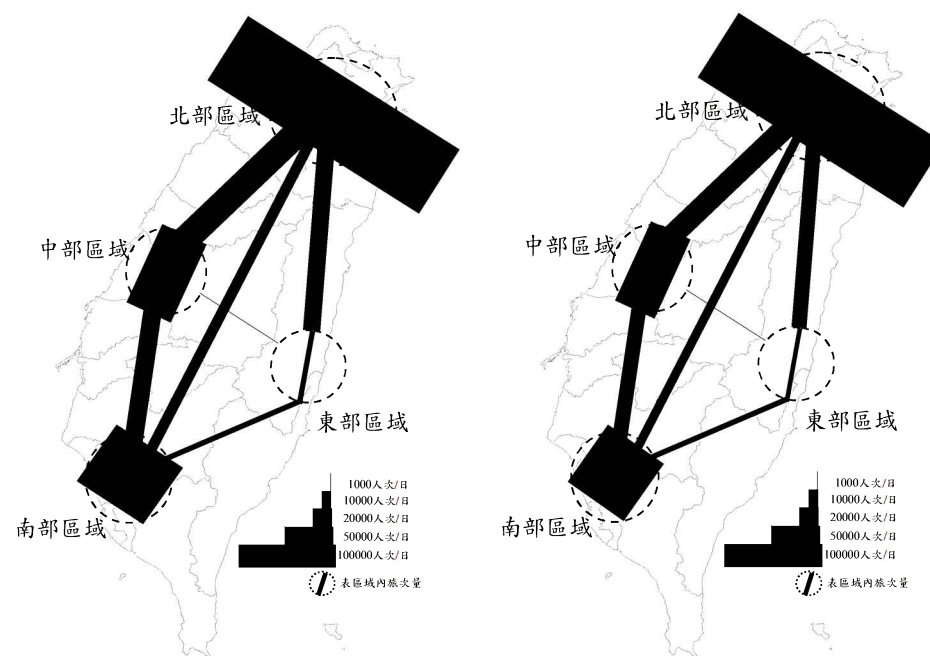 北部區域
中部區域
東部區域
南部區域
1000人次/日
10000人次/日
20000人次/日
50000人次/日
100000人次/日
表區域內旅次量
北部區域
中部區域
東部區域
南部區域
1000人次/日
10000人次/日
20000人次/日
50000人次/日
100000人次/日
表區域內旅次量